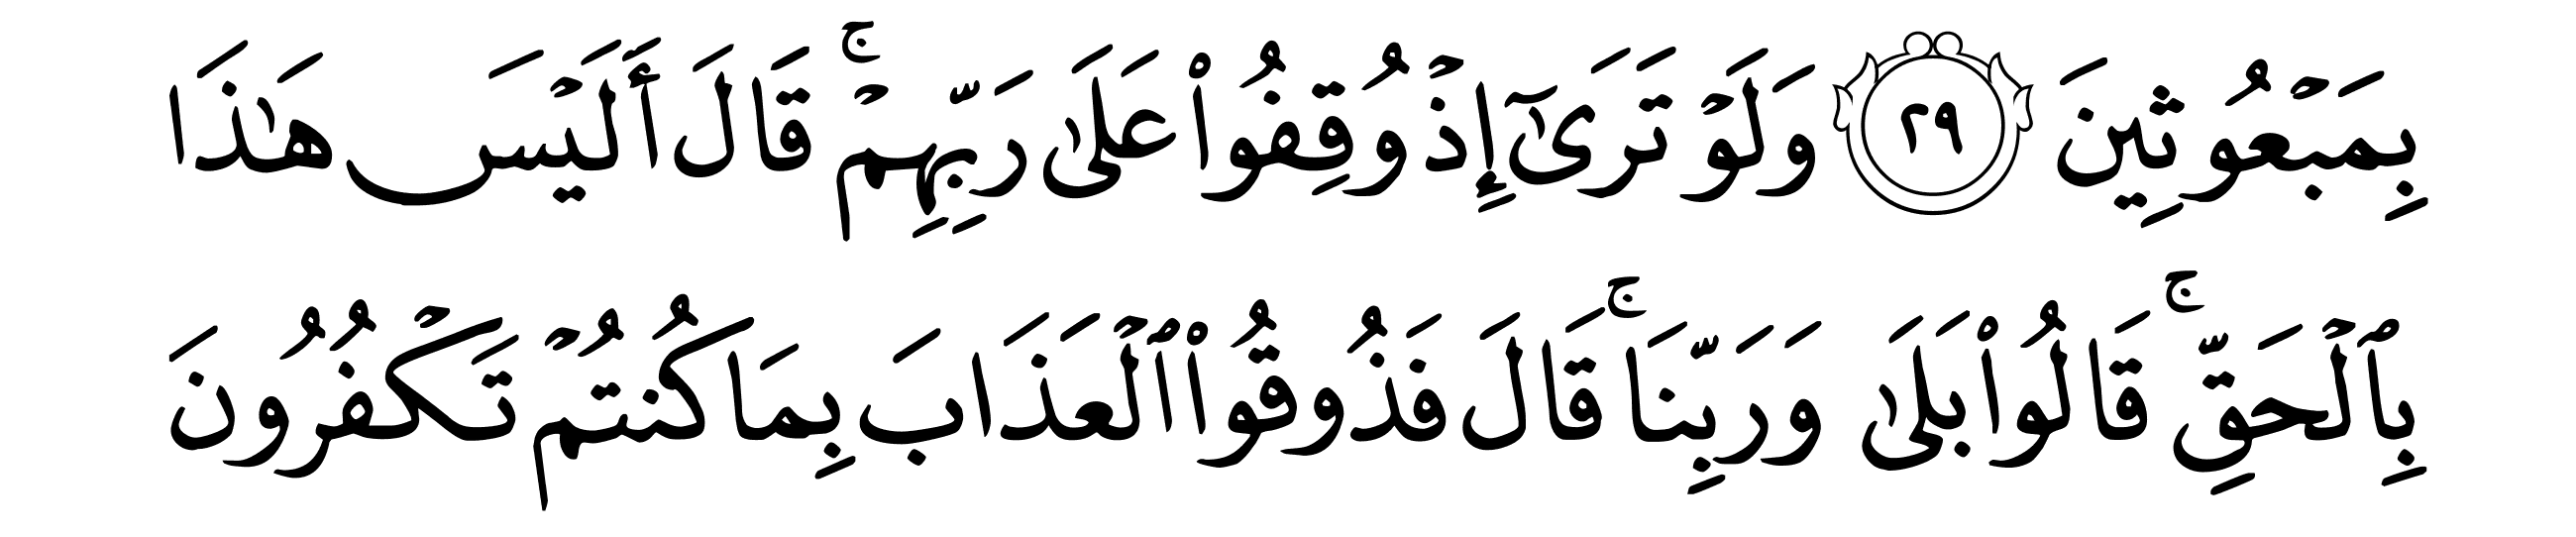 بِمَبۡعُوثِينَ ٢٩ وَلَوۡ تَرَىٰٓ إِذۡ وُقِفُواْ عَلَىٰ رَبِّهِمۡۚ قَالَ أَلَيۡسَ هَٰذَا
بِٱلۡحَقِّۚ قَالُواْ بَلَىٰ وَرَبِّنَاۚ قَالَ فَذُوقُواْ ٱلۡعَذَابَ بِمَا كُنتُمۡ تَكۡفُرُونَ